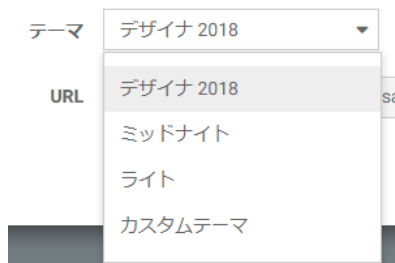 テーマ デザイナ 2018
URL デザイナ 2018 sa
ミッドナイト
ライト
カスタムテーマ